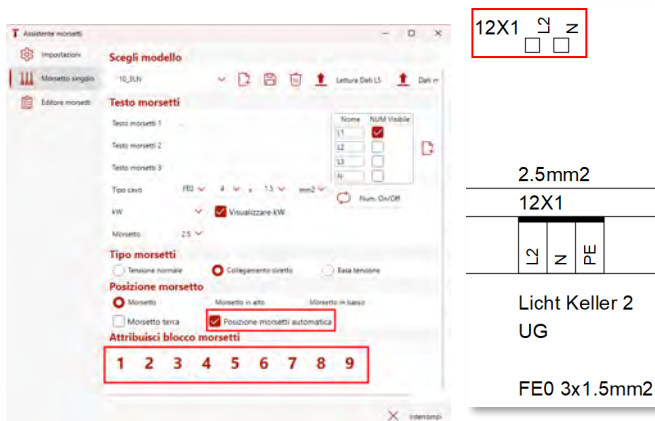 Assistente morsetti
Impostazioni
Morsetto singolo
Editore morsetti
Scegli modello
10_3LN
Lettura Dati LS
Dati m
Testo morsetti
Testo morsetti 1
Testo morsetti 2
Testo morsetti 3
Nome NUM Visibile
L1
L2
L3
N
Num. On/Off
Tipo cavo FE0 4 x 1.5 mm2
kW
Visualizzare kW
Morsetto 2.5
Tipo morsetti
Tensione normale
Collegamento diretto
Essa tensione
Posizione morsetto
Morsetto
Morsetto in alto
Morsetto in basso
Morsetto terra
Posizione morsetti automatica
Attribuisci blocco morsetti
1 2 3 4 5 6 7 8 9
Interrompi
12X1 L2 N
2.5mm2
12X1
L2 N PE
Licht Keller 2
UG
FE0 3x1.5mm2